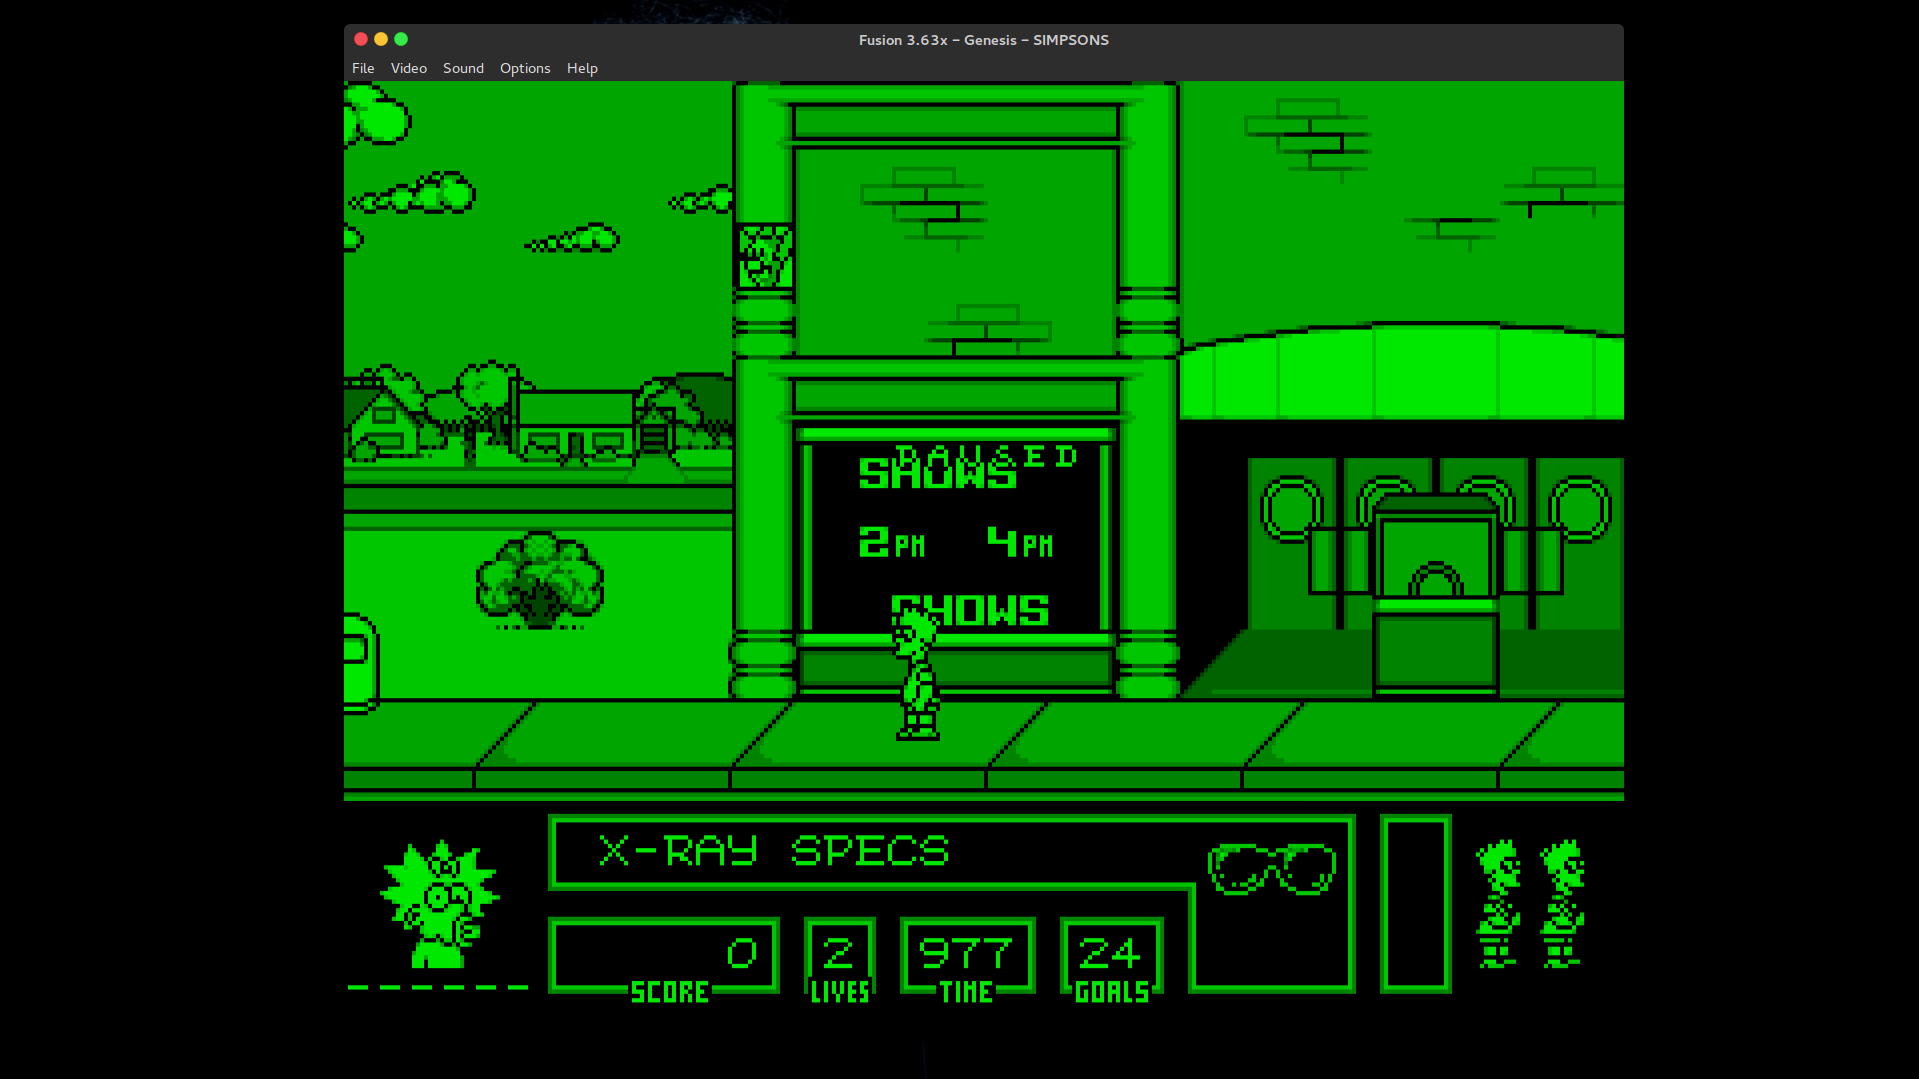 Fusion 3.63x - Genesis - SIMPSONS
File Video Sound Options Help
PAUSED
SHOWS
2PM 4PM
SHOWS
X-RAY SPECS
0 2 977 24
SCORE LIVES TIME GOALS